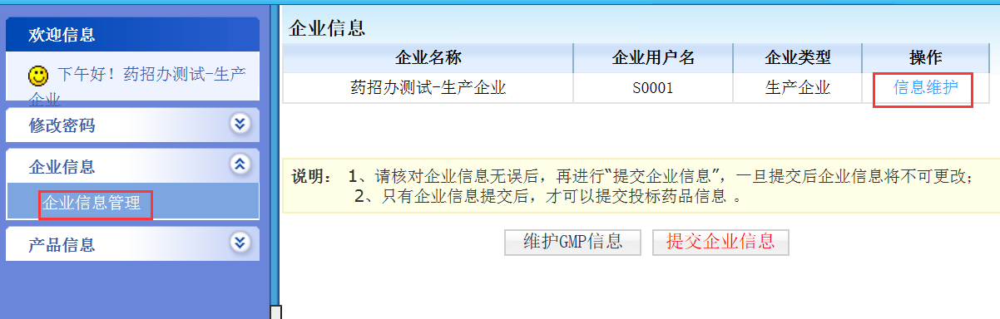 欢迎信息
下午好！药招办测试-生产
企业
修改密码
企业信息
企业信息管理
产品信息
企业信息
企业名称 企业用户名 企业类型 操作
药招办测试-生产企业 S0001 生产企业 信息维护
说明： 1、请核对企业信息无误后，再进行“提交企业信息”，一旦提交后企业信息将不可更改；
2、只有企业信息提交后，才可以提交投标药品信息 。
维护GMP信息 提交企业信息